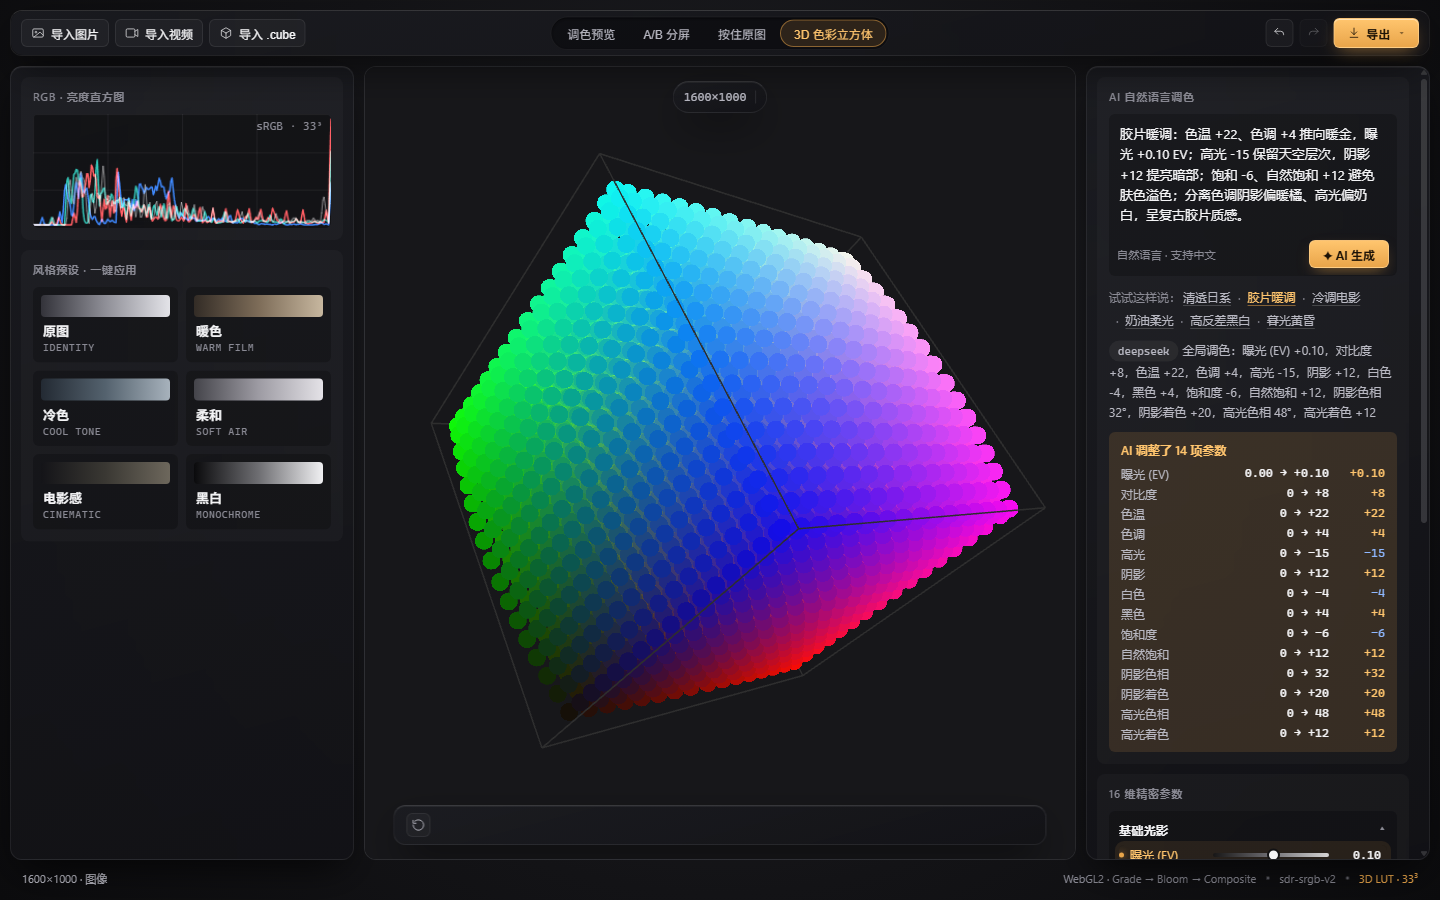 导入图片 导入视频 导入 .cube 调色预览 A/B 分屏 按住原图 3D 色彩立方体 导出
RGB · 亮度直方图
sRGB · 33³
风格预设 · 一键应用
原图 暖色
IDENTITY WARM FILM
冷色 柔和
COOL TONE SOFT AIR
电影感 黑白
CINEMATIC MONOCHROME
1600×1000
AI 自然语言调色
胶片暖调：色温 +22、色调 +4 推向暖金，曝
光 +0.10 EV；高光 -15 保留天空层次，阴影
+12 提亮暗部；饱和 -6、自然饱和 +12 避免
肤色溢色；分离色调阴影偏暖橘、高光偏奶
白，呈复古胶片质感。
自然语言 · 支持中文 ✦ AI 生成
试试这样说： 清透日系 · 胶片暖调 · 冷调电影
· 奶油柔光 · 高反差黑白 · 春光黄昏
deepseek 全局调色：曝光 (EV) +0.10，对比度
+8，色温 +22，色调 +4，高光 -15，阴影 +12，白色
-4，黑色 +4，饱和度 -6，自然饱和 +12，阴影色相
32°，阴影着色 +20，高光色相 48°，高光着色 +12
AI 调整了 14 项参数
曝光 (EV) 0.00 → +0.10 +0.10
对比度 0 → +8 +8
色温 0 → +22 +22
色调 0 → +4 +4
高光 0 → −15 −15
阴影 0 → +12 +12
白色 0 → −4 −4
黑色 0 → +4 +4
饱和度 0 → −6 −6
自然饱和 0 → +12 +12
阴影色相 0 → +32 +32
阴影着色 0 → +20 +20
高光色相 0 → +48 +48
高光着色 0 → +12 +12
16 维精密参数
基础光影
曝光 (EV) 0.10
1600×1000 · 图像 WebGL2 · Grade → Bloom → Composite • sdr-srgb-v2 • 3D LUT · 33³